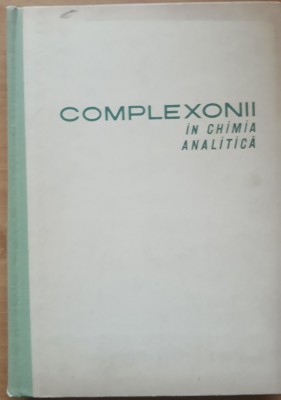 COMPLEXONII
ÎN CHIMIA
ANALITICĂ